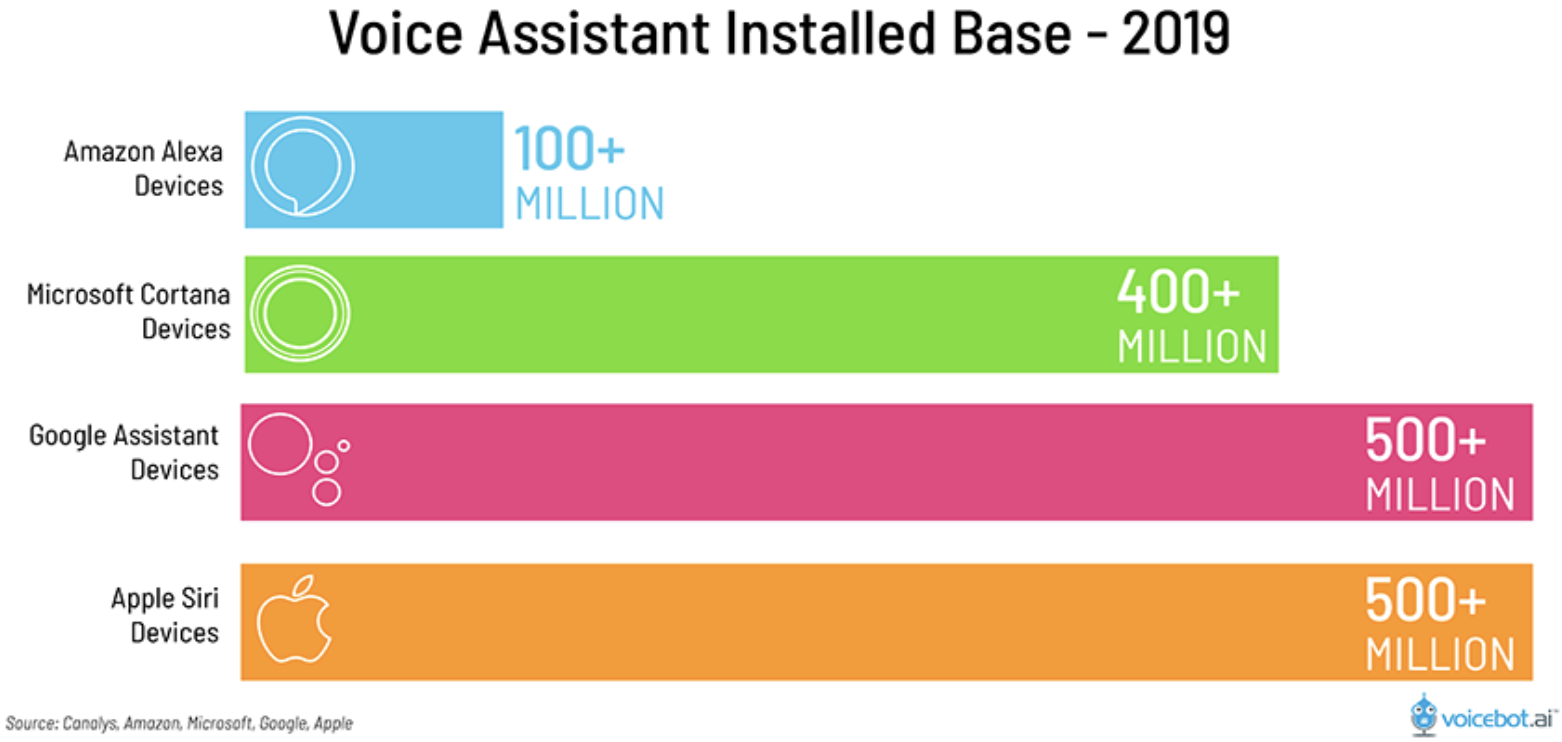 Voice Assistant Installed Base - 2019
Amazon Alexa
Devices
100+
MILLION
Microsoft Cortana
Devices
400+
MILLION
Google Assistant
Devices
500+
MILLION
Apple Siri
Devices
500+
MILLION
Source: Canalys, Amazon, Microsoft, Google, Apple
voicebot.ai™